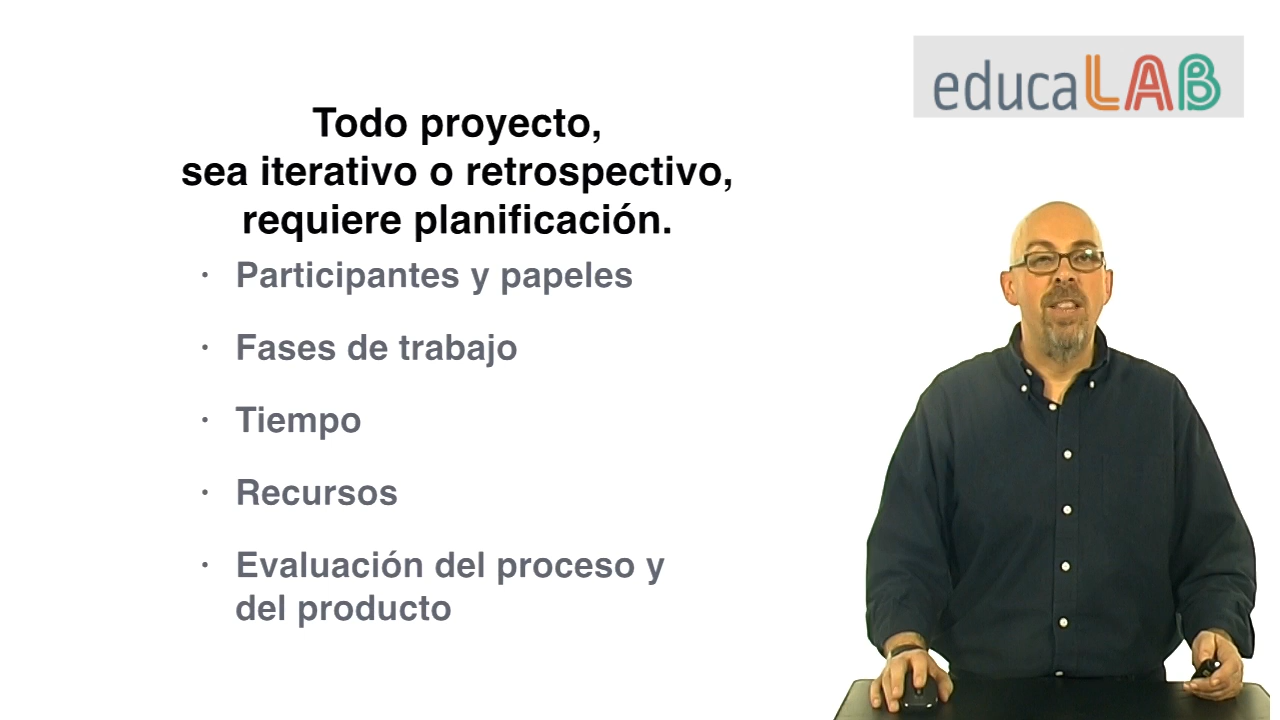 educaLAB
Todo proyecto,
sea iterativo o retrospectivo,
requiere planificación.
· Participantes y papeles
· Fases de trabajo
· Tiempo
· Recursos
· Evaluación del proceso y
del producto